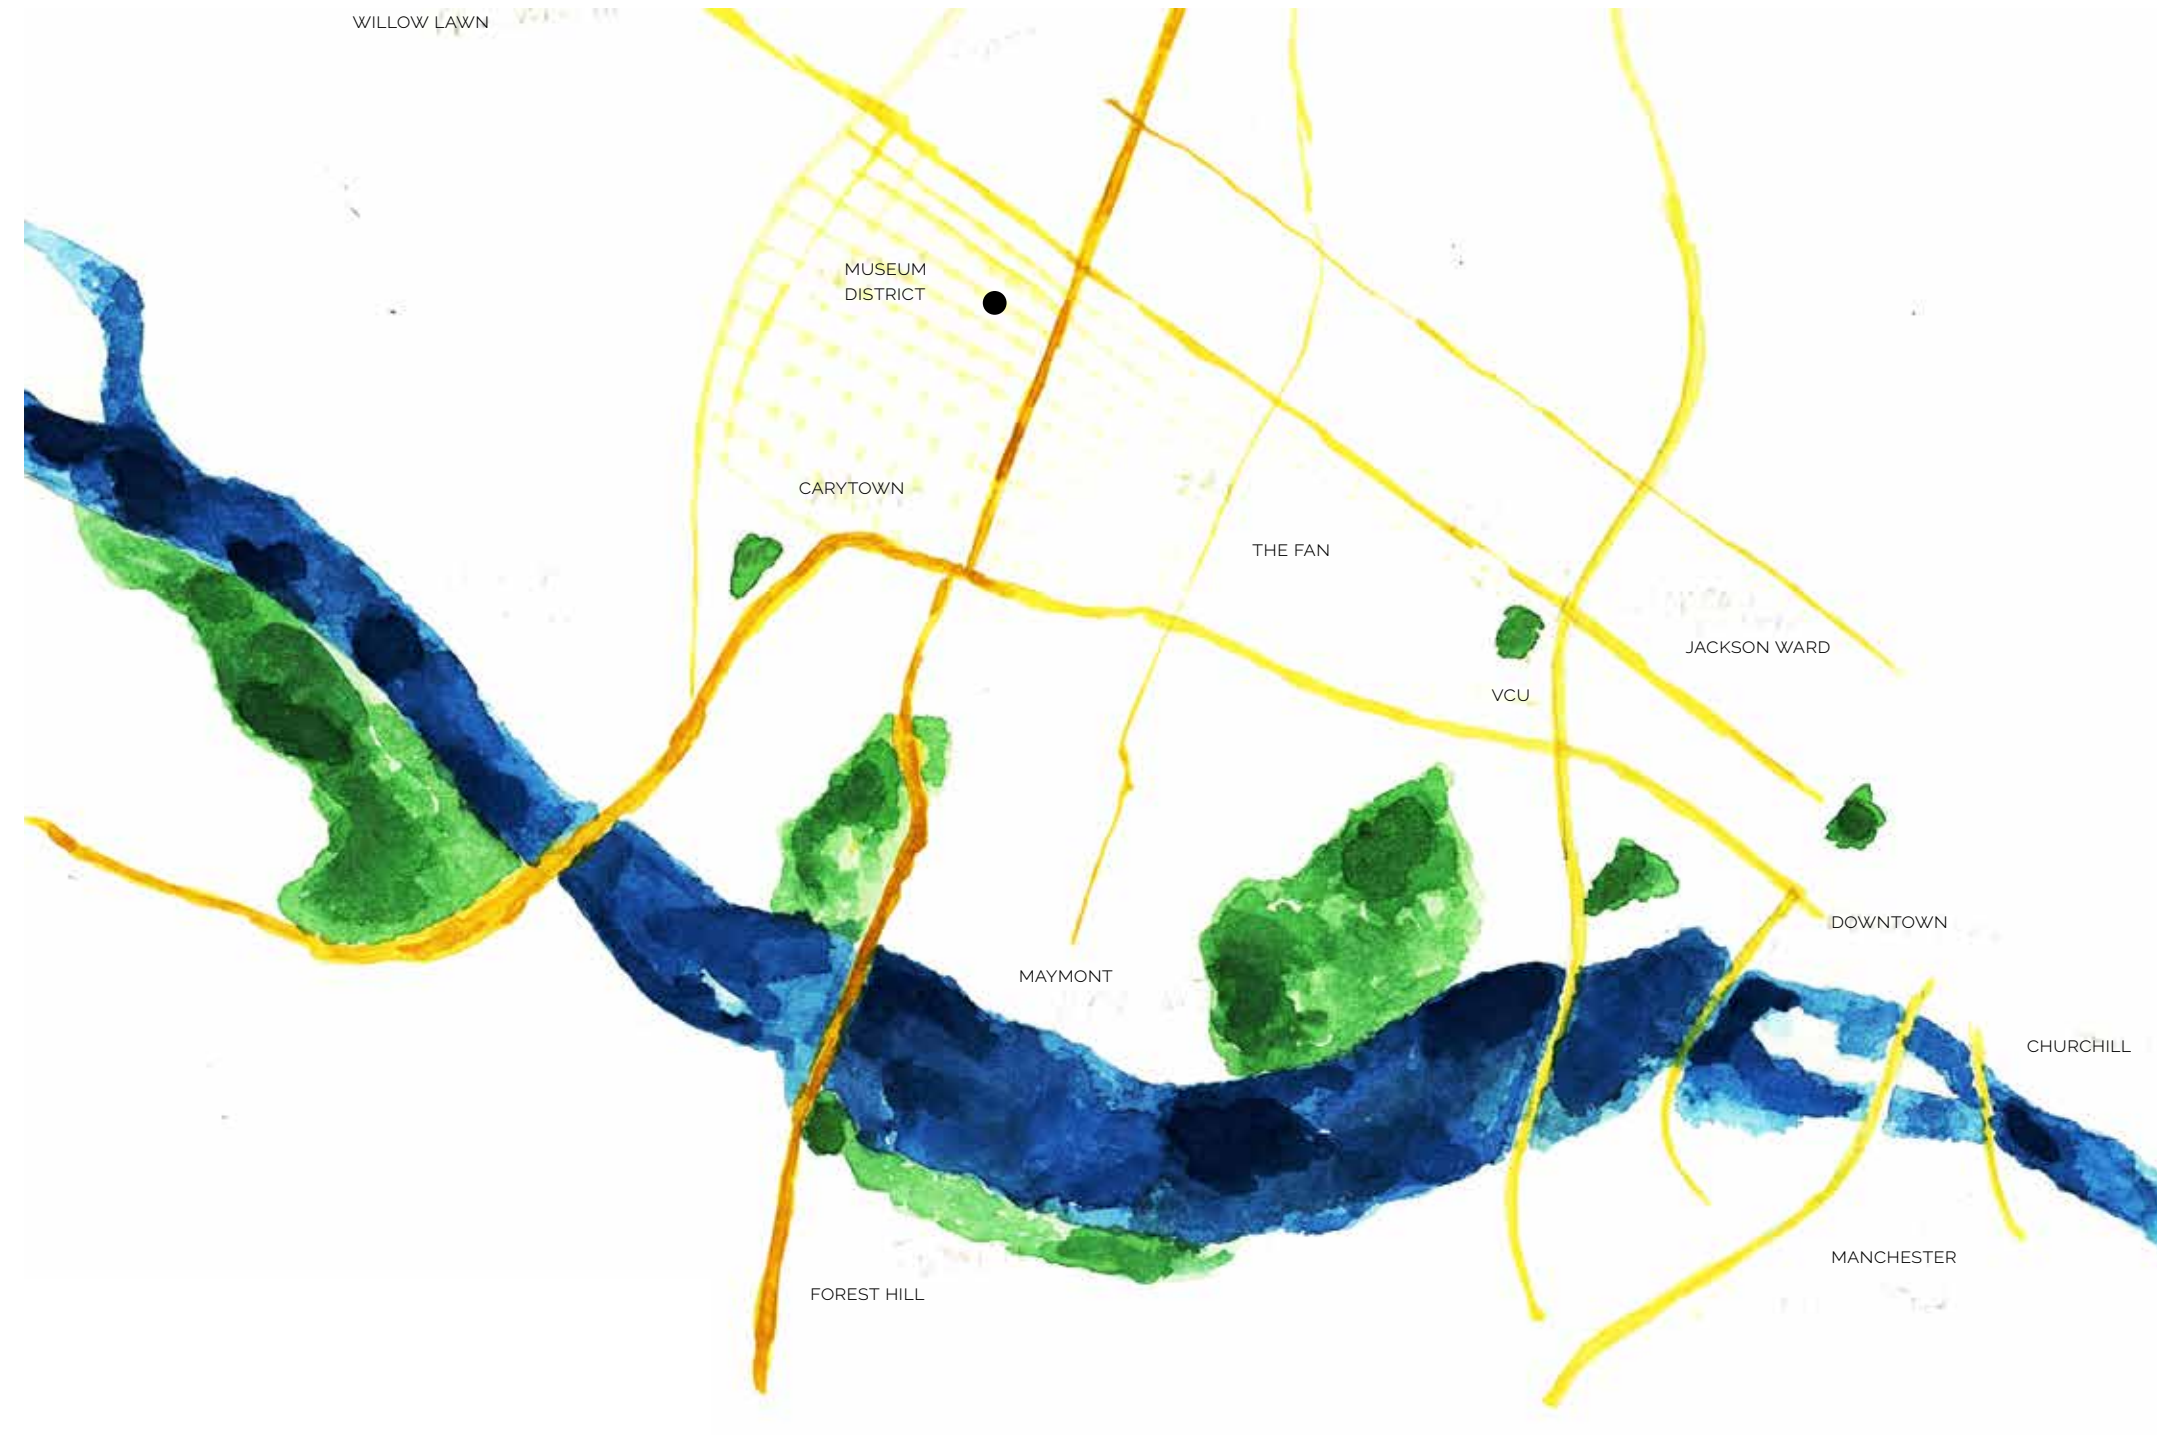 WILLOW LAWN
MUSEUM
DISTRICT
CARYTOWN
THE FAN
JACKSON WARD
VCU
DOWNTOWN
MAYMONT
CHURCHILL
MANCHESTER
FOREST HILL